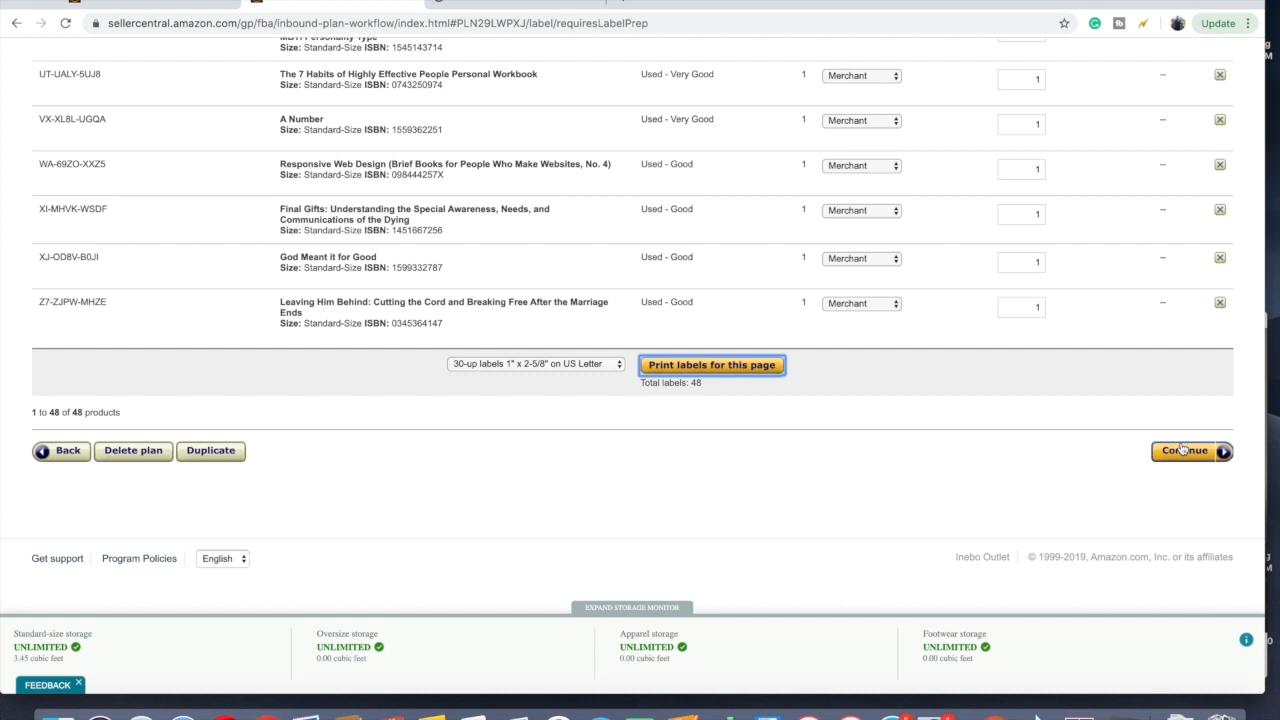 sellercentral.amazon.com/gp/fba/inbound-plan-workflow/index.html#PLN29LWPXJ/label/requiresLabelPrep
Update
MBTI Personality Type
Size: Standard-Size ISBN: 1545143714
UT-UALY-5UJ8 The 7 Habits of Highly Effective People Personal Workbook Used - Very Good 1 Merchant 1 --
Size: Standard-Size ISBN: 0743250974
VX-XL8L-UGQA A Number Used - Very Good 1 Merchant 1 --
Size: Standard-Size ISBN: 1559362251
WA-69ZO-XXZ5 Responsive Web Design (Brief Books for People Who Make Websites, No. 4) Used - Good 1 Merchant 1 --
Size: Standard-Size ISBN: 098444257X
XI-MHVK-WSDF Final Gifts: Understanding the Special Awareness, Needs, and Used - Good 1 Merchant 1 --
Communications of the Dying
Size: Standard-Size ISBN: 1451667256
XJ-OD8V-B0JI God Meant it for Good Used - Good 1 Merchant 1 --
Size: Standard-Size ISBN: 1599332787
Z7-ZJPW-MHZE Leaving Him Behind: Cutting the Cord and Breaking Free After the Marriage Used - Good 1 Merchant 1 --
Ends
Size: Standard-Size ISBN: 0345364147
30-up labels 1" x 2-5/8" on US Letter Print labels for this page
Total labels: 48
1 to 48 of 48 products
Back Delete plan Duplicate Continue
Get support Program Policies English Inebo Outlet © 1999-2019, Amazon.com, Inc. or its affiliates
EXPAND STORAGE MONITOR
Standard-size storage Oversize storage Apparel storage Footwear storage
UNLIMITED UNLIMITED UNLIMITED UNLIMITED
3.45 cubic feet 0.00 cubic feet 0.00 cubic feet 0.00 cubic feet
FEEDBACK